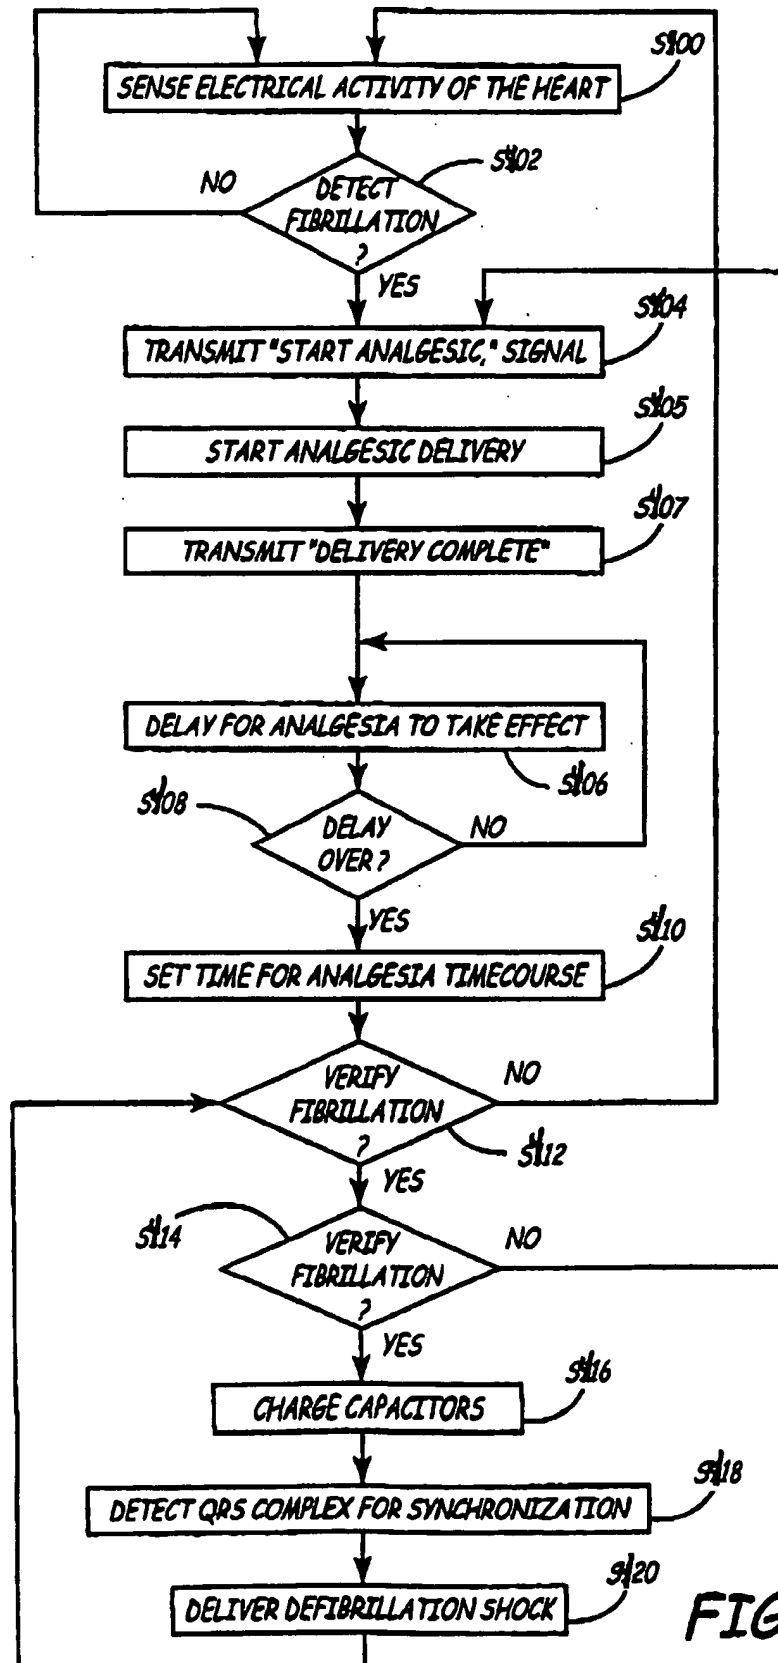 S100
SENSE ELECTRICAL ACTIVITY OF THE HEART
S102
NO
DETECT
FIBRILLATION
?
YES
S104
TRANSMIT "START ANALGESIC," SIGNAL
S105
START ANALGESIC DELIVERY
S107
TRANSMIT "DELIVERY COMPLETE"
DELAY FOR ANALGESIA TO TAKE EFFECT
S106
S108
DELAY
OVER?
NO
YES
S110
SET TIME FOR ANALGESIA TIMECOURSE
VERIFY
FIBRILLATION
?
NO
S112
YES
S114
VERIFY
FIBRILLATION
?
NO
YES
S116
CHARGE CAPACITORS
S118
DETECT QRS COMPLEX FOR SYNCHRONIZATION
S120
DELIVER DEFIBRILLATION SHOCK
FIG